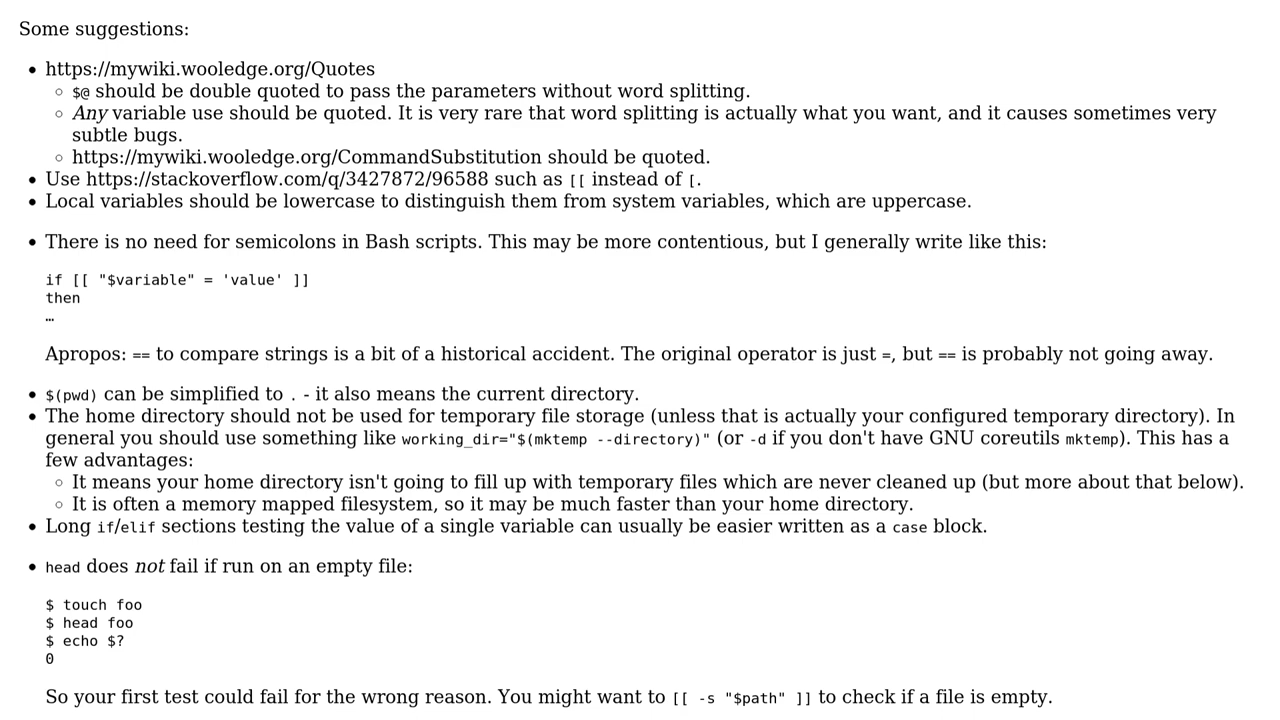 Some suggestions:
• https://mywiki.wooledge.org/Quotes
◦ $@ should be double quoted to pass the parameters without word splitting.
◦ Any variable use should be quoted. It is very rare that word splitting is actually what you want, and it causes sometimes very
subtle bugs.
◦ https://mywiki.wooledge.org/CommandSubstitution should be quoted.
• Use https://stackoverflow.com/q/3427872/96588 such as [[ instead of [.
• Local variables should be lowercase to distinguish them from system variables, which are uppercase.
• There is no need for semicolons in Bash scripts. This may be more contentious, but I generally write like this:
if [[ "$variable" = 'value' ]]
then
…
Apropos: == to compare strings is a bit of a historical accident. The original operator is just =, but == is probably not going away.
• $(pwd) can be simplified to . - it also means the current directory.
• The home directory should not be used for temporary file storage (unless that is actually your configured temporary directory). In
general you should use something like working_dir="$(mktemp --directory)" (or -d if you don't have GNU coreutils mktemp). This has a
few advantages:
◦ It means your home directory isn't going to fill up with temporary files which are never cleaned up (but more about that below).
◦ It is often a memory mapped filesystem, so it may be much faster than your home directory.
• Long if/elif sections testing the value of a single variable can usually be easier written as a case block.
• head does not fail if run on an empty file:
$ touch foo
$ head foo
$ echo $?
0
So your first test could fail for the wrong reason. You might want to [[ -s "$path" ]] to check if a file is empty.